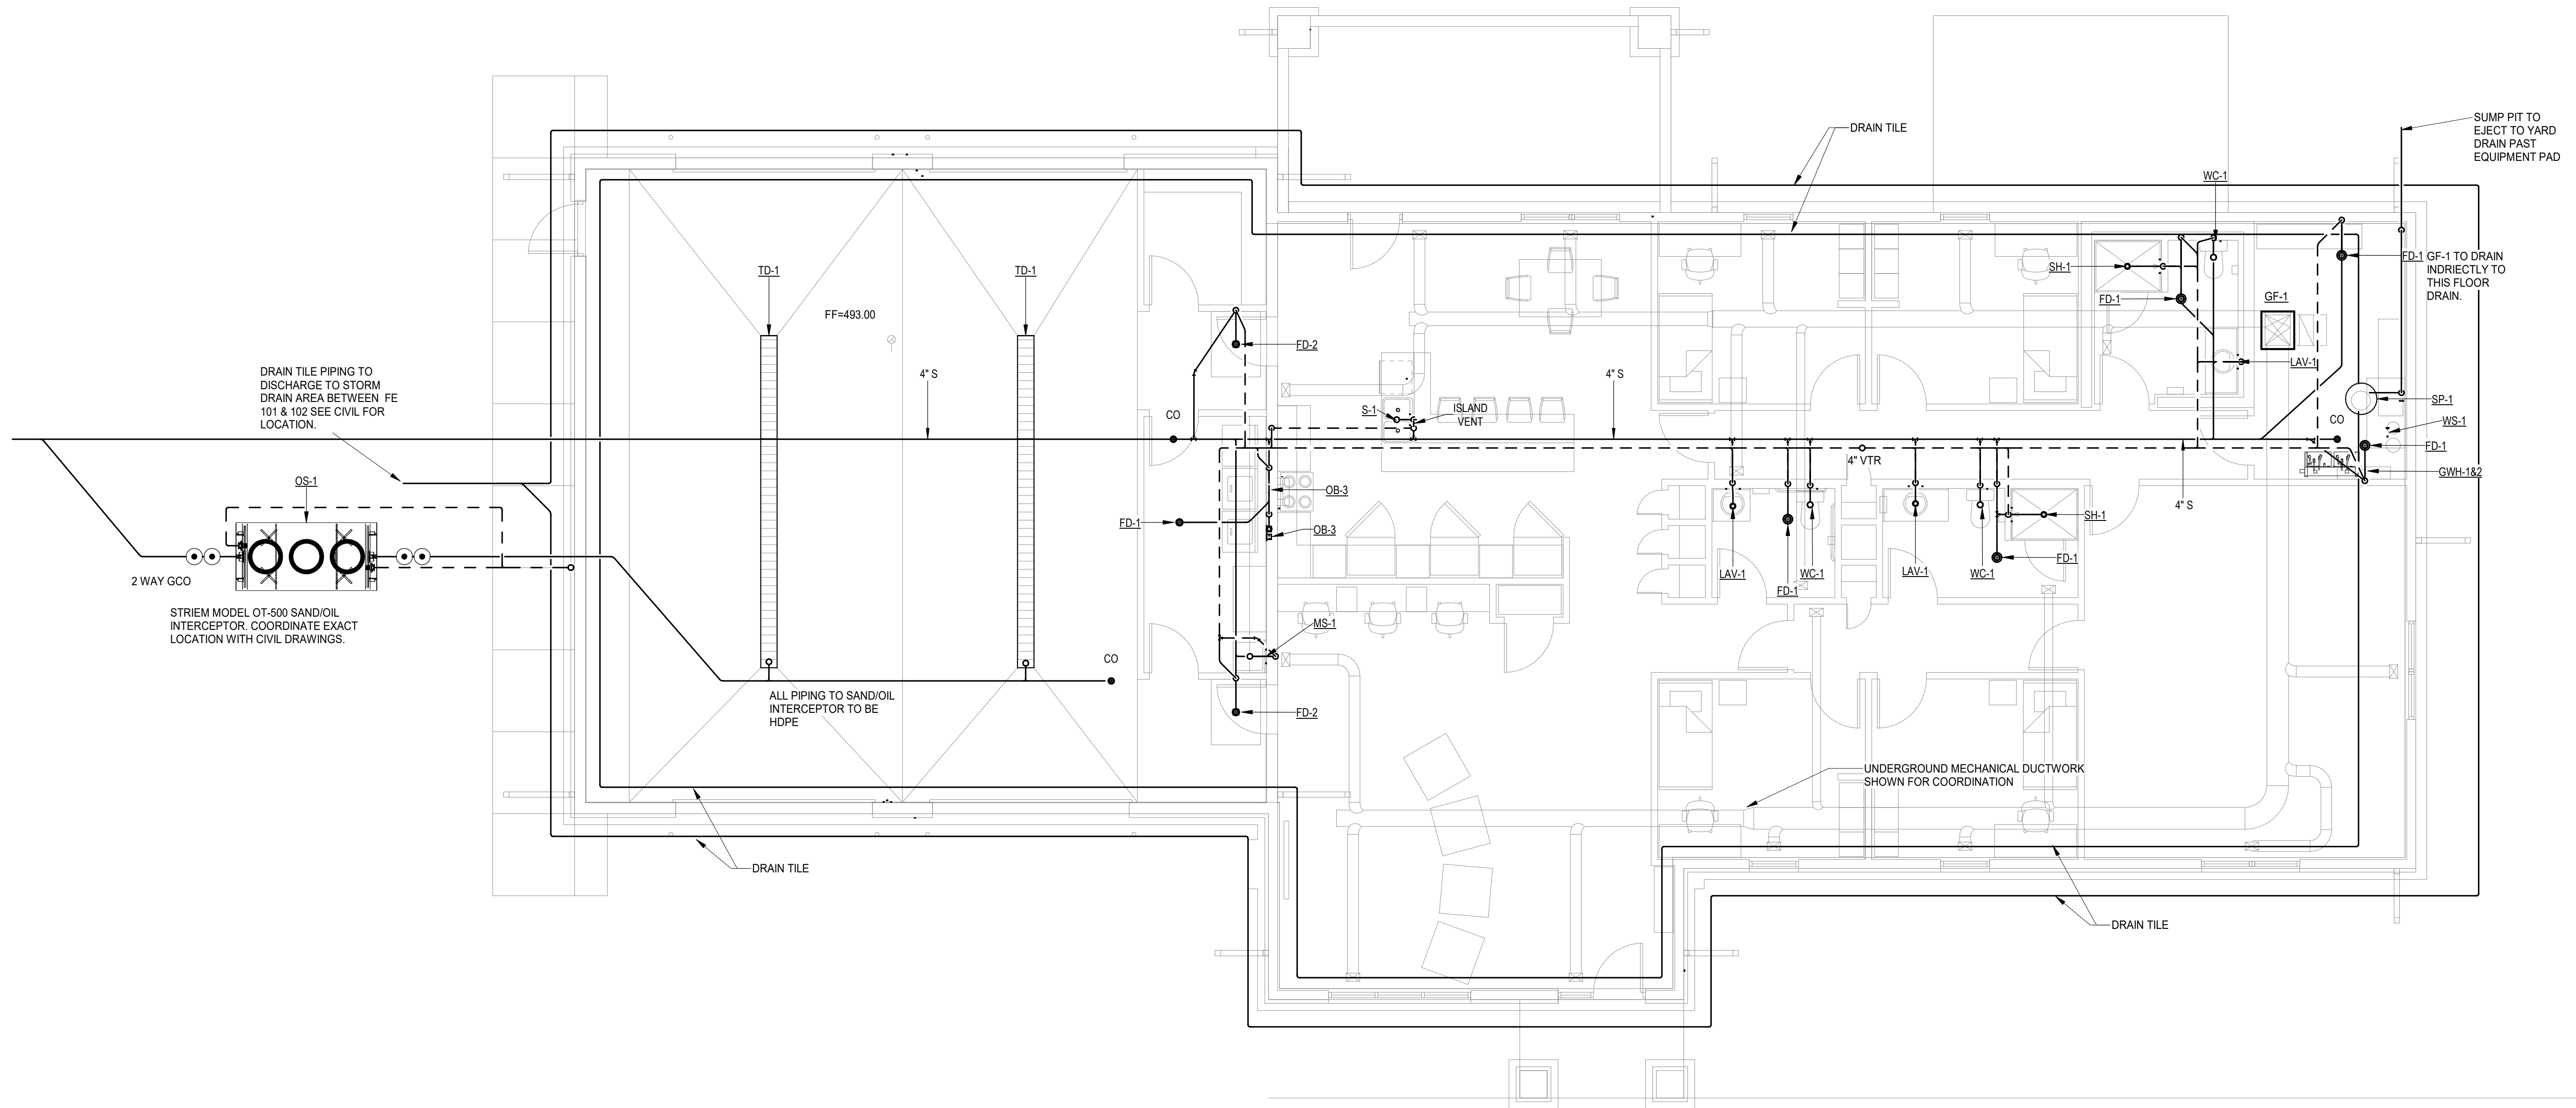 SUMP PIT TO
EJECT TO YARD
DRAIN PAST
EQUIPMENT PAD
DRAIN TILE
WC-1
FD-1
GF-1 TO DRAIN
INDRIECTLY TO
THIS FLOOR
DRAIN.
SH-1
FD-1
GF-1
TD-1
TD-1
FF=493.00
FD-2
LAV-1
DRAIN TILE PIPING TO
DISCHARGE TO STORM
DRAIN AREA BETWEEN FE
101 & 102 SEE CIVIL FOR
LOCATION.
4" S
4" S
CO
S-1
ISLAND
VENT
SP-1
CO
WS-1
FD-1
4" VTR
GWH-1&2
OS-1
OB-3
4" S
FD-1
OB-3
SH-1
FD-1
LAV-1
WC-1
LAV-1
WC-1
FD-1
2 WAY GCO
STRIEM MODEL OT-500 SAND/OIL
INTERCEPTOR. COORDINATE EXACT
LOCATION WITH CIVIL DRAWINGS.
MS-1
CO
ALL PIPING TO SAND/OIL
INTERCEPTOR TO BE
HDPE
FD-2
UNDERGROUND MECHANICAL DUCTWORK
SHOWN FOR COORDINATION
DRAIN TILE
DRAIN TILE